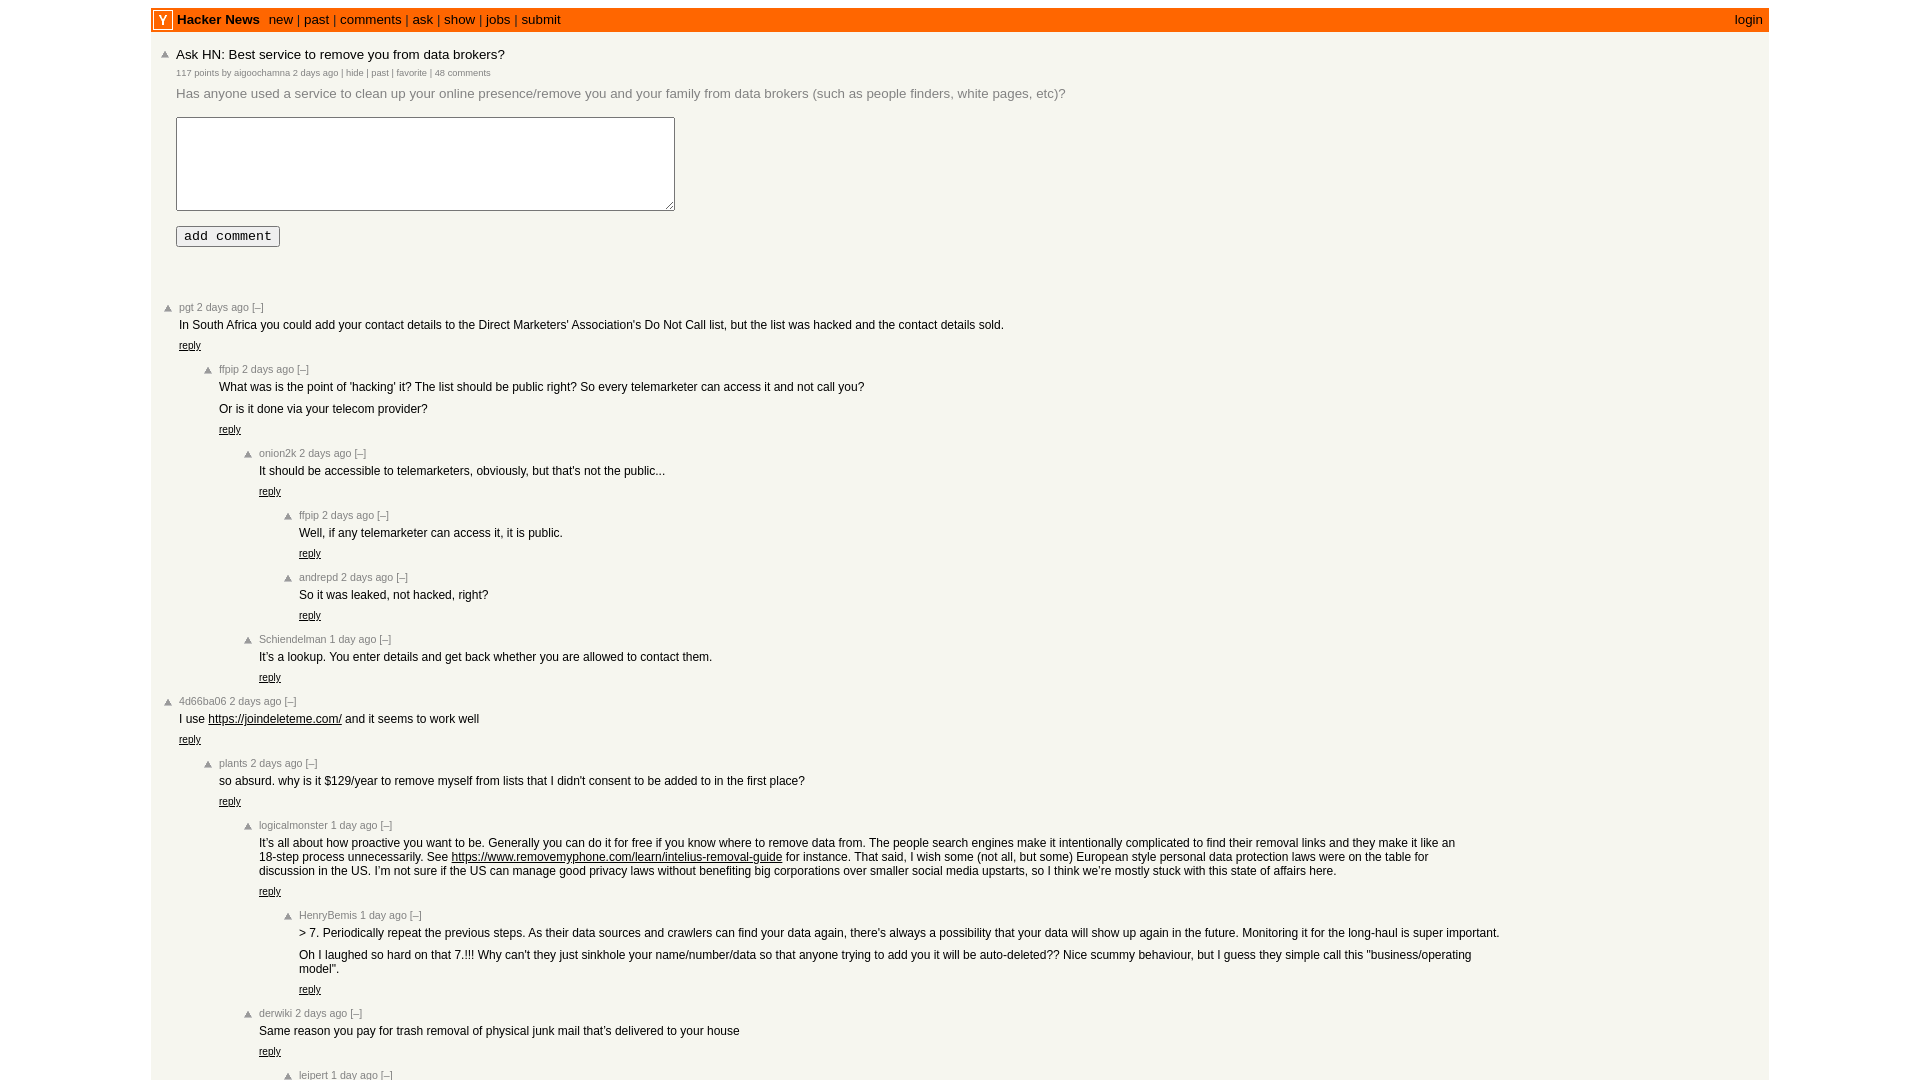 Y Hacker News new | past | comments | ask | show | jobs | submit login
Ask HN: Best service to remove you from data brokers?
117 points by aigoochamna 2 days ago | hide | past | favorite | 48 comments
Has anyone used a service to clean up your online presence/remove you and your family from data brokers (such as people finders, white pages, etc)?
add comment
pgt 2 days ago [–]
In South Africa you could add your contact details to the Direct Marketers' Association's Do Not Call list, but the list was hacked and the contact details sold.
reply
ffpip 2 days ago [–]
What was is the point of 'hacking' it? The list should be public right? So every telemarketer can access it and not call you?
Or is it done via your telecom provider?
reply
onion2k 2 days ago [–]
It should be accessible to telemarketers, obviously, but that's not the public...
reply
ffpip 2 days ago [–]
Well, if any telemarketer can access it, it is public.
reply
andrepd 2 days ago [–]
So it was leaked, not hacked, right?
reply
Schiendelman 1 day ago [–]
It’s a lookup. You enter details and get back whether you are allowed to contact them.
reply
4d66ba06 2 days ago [–]
I use https://joindeleteme.com/ and it seems to work well
reply
plants 2 days ago [–]
so absurd. why is it $129/year to remove myself from lists that I didn't consent to be added to in the first place?
reply
logicalmonster 1 day ago [–]
It’s all about how proactive you want to be. Generally you can do it for free if you know where to remove data from. The people search engines make it intentionally complicated to find their removal links and they make it like an
18-step process unnecessarily. See https://www.removemyphone.com/learn/intelius-removal-guide for instance. That said, I wish some (not all, but some) European style personal data protection laws were on the table for
discussion in the US. I’m not sure if the US can manage good privacy laws without benefiting big corporations over smaller social media upstarts, so I think we’re mostly stuck with this state of affairs here.
reply
HenryBemis 1 day ago [–]
> 7. Periodically repeat the previous steps. As their data sources and crawlers can find your data again, there's always a possibility that your data will show up again in the future. Monitoring it for the long-haul is super important.
Oh I laughed so hard on that 7.!!! Why can't they just sinkhole your name/number/data so that anyone trying to add you it will be auto-deleted?? Nice scummy behaviour, but I guess they simple call this "business/operating
model".
reply
derwiki 2 days ago [–]
Same reason you pay for trash removal of physical junk mail that’s delivered to your house
reply
leipert 1 day ago [–]